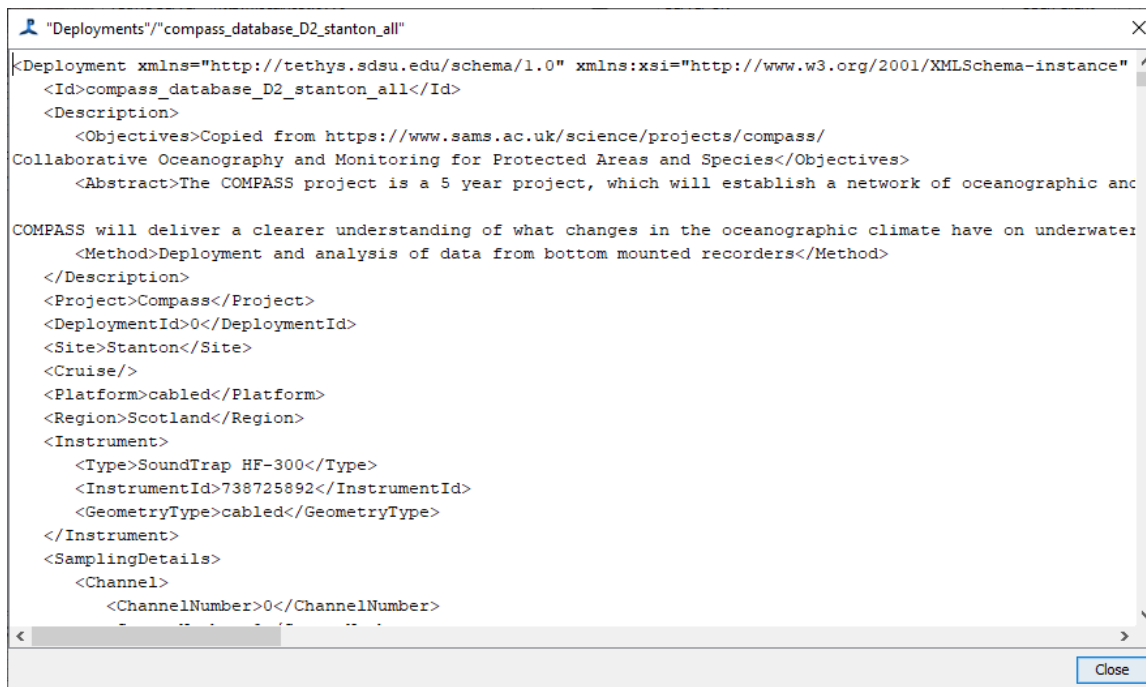 "Deployments"/"compass_database_D2_stanton_all"
<Deployment xmlns="http://tethys.sdsu.edu/schema/1.0" xmlns:xsi="http://www.w3.org/2001/XMLSchema-instance"
<Id>compass_database_D2_stanton_all</Id>
<Description>
<Objectives>Copied from https://www.sams.ac.uk/science/projects/compass/
Collaborative Oceanography and Monitoring for Protected Areas and Species</Objectives>
<Abstract>The COMPASS project is a 5 year project, which will establish a network of oceanographic and
COMPASS will deliver a clearer understanding of what changes in the oceanographic climate have on underwater
<Method>Deployment and analysis of data from bottom mounted recorders</Method>
</Description>
<Project>Compass</Project>
<DeploymentId>0</DeploymentId>
<Site>Stanton</Site>
<Cruise/>
<Platform>cabled</Platform>
<Region>Scotland</Region>
<Instrument>
<Type>SoundTrap HF-300</Type>
<InstrumentId>738725892</InstrumentId>
<GeometryType>cabled</GeometryType>
</Instrument>
<SamplingDetails>
<Channel>
<ChannelNumber>0</ChannelNumber>
Close